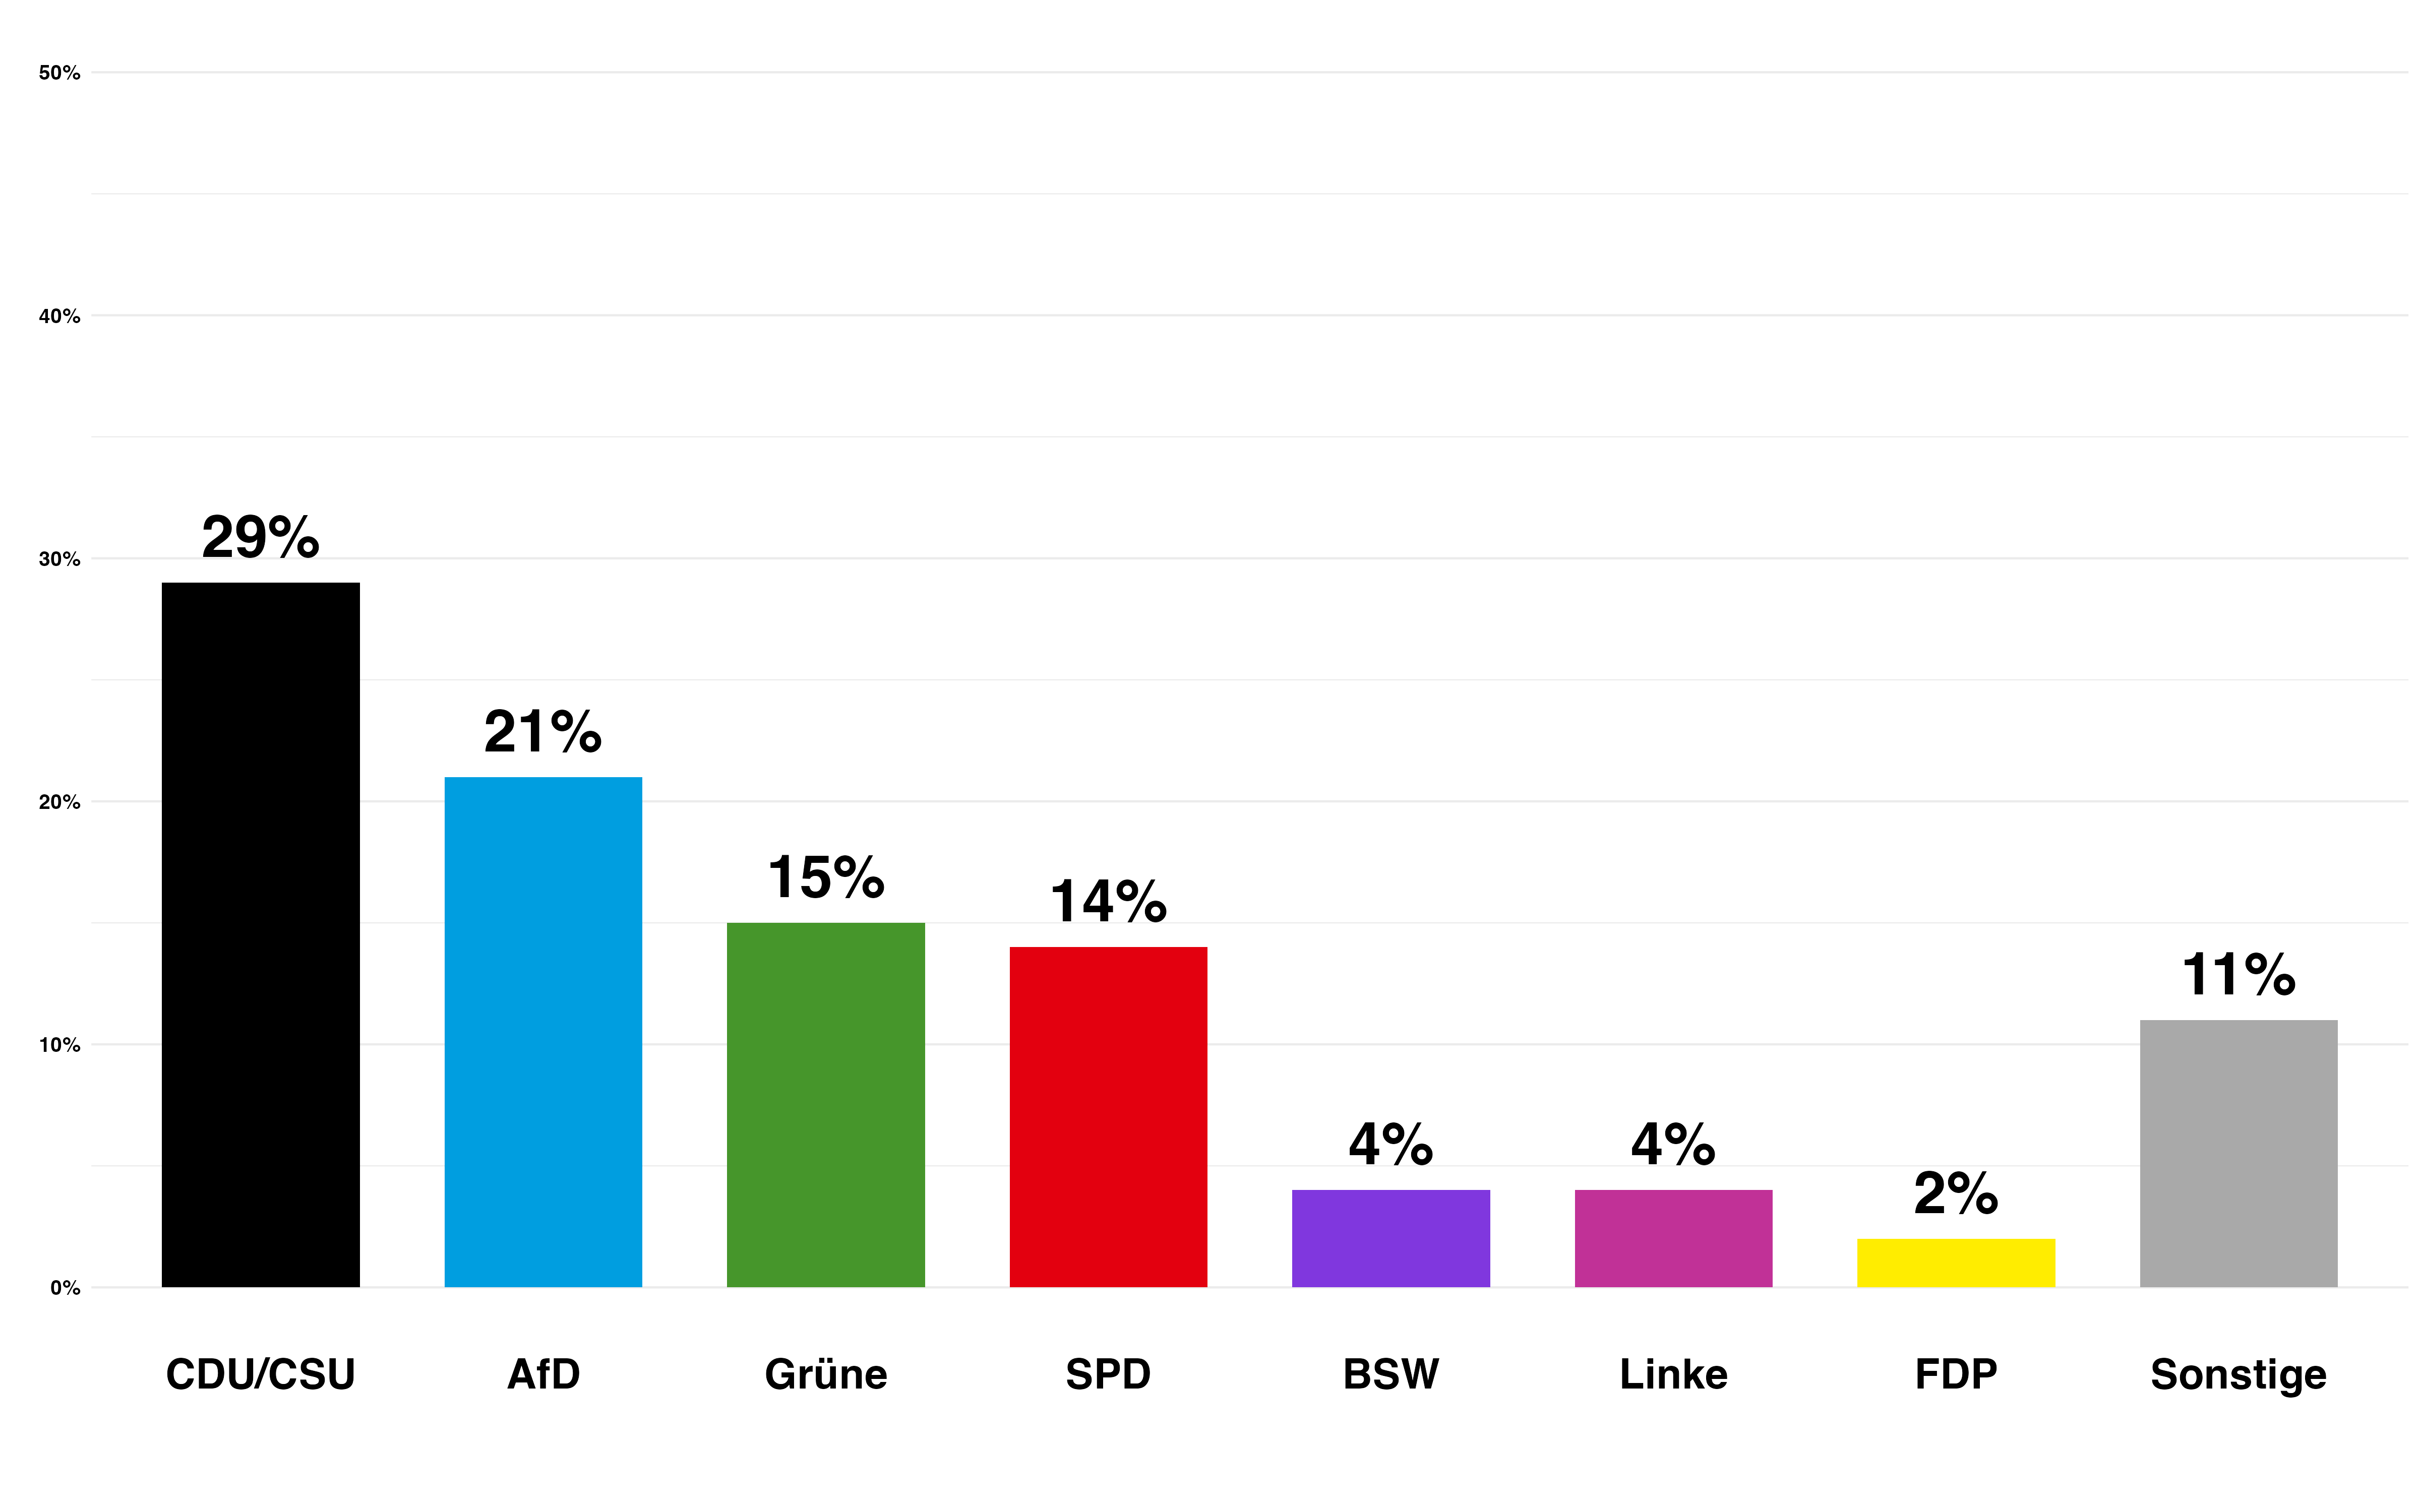 50%
40%
30%
20%
10%
0%
29%
21%
15%
14%
4%
4%
2%
11%
CDU/CSU
AfD
Grüne
SPD
BSW
Linke
FDP
Sonstige